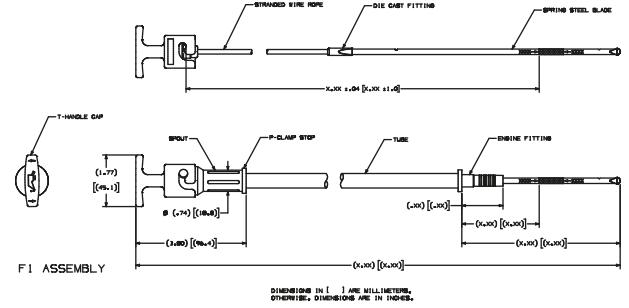 STRANDED WIRE ROPE
DIE CAST FITTING
SPRING STEEL BLADE
X.XX ±.04 [X.XX ±1.0]
T-HANDLE CAP
SPOUT
P-CLAMP STOP
TUBE
ENGINE FITTING
(1.77)
[(45.1)]
Ø (.74) [(18.8)]
(.XX) [(.XX)]
(X.XX) [(X.XX)]
(3.80) [(96.4)]
(X.XX) [(X.XX)]
(X.XX) [(X.XX)]
F1 ASSEMBLY
DIMENSIONS IN [ ] ARE MILLIMETERS.
OTHERWISE, DIMENSIONS ARE IN INCHES.